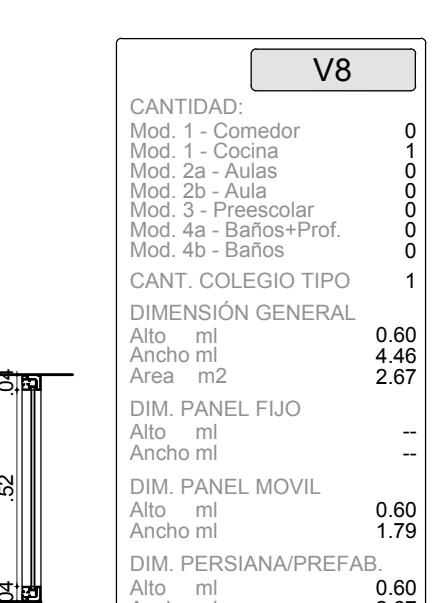 V8
CANTIDAD:
Mod. 1 - Comedor 0
Mod. 1 - Cocina 1
Mod. 2a - Aulas 0
Mod. 2b - Aula 0
Mod. 3 - Preescolar 0
Mod. 4a - Baños+Prof. 0
Mod. 4b - Baños 0
CANT. COLEGIO TIPO 1
DIMENSIÓN GENERAL
Alto ml 0.60
Ancho ml 4.46
Area m2 2.67
DIM. PANEL FIJO
Alto ml --
Ancho ml --
DIM. PANEL MOVIL
Alto ml 0.60
Ancho ml 1.79
DIM. PERSIANA/PREFAB.
Alto ml 0.60
.04
.52
.04